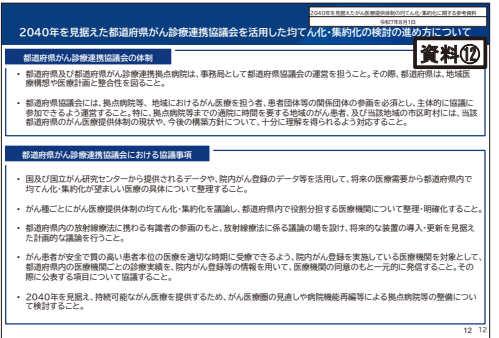 2040年を見据えたがん医療提供体制の均てん化・集約化に関する参考資料
令和7年8月1日
2040年を見据えた都道府県がん診療連携協議会を活用した均てん化・集約化の検討の進め方について
資料⑫
都道府県がん診療連携協議会の体制
・ 都道府県及び都道府県がん診療連携拠点病院は、事務局として都道府県協議会の運営を担うこと。その際、都道府県は、地域医
療構想や医療計画と整合性を図ること。
・ 都道府県協議会には、拠点病院等、地域におけるがん医療を担う者、患者団体等の関係団体の参画を必須とし、主体的に協議に
参加できるよう運営すること。特に、拠点病院等までの通院に時間を要する地域のがん患者、及び当該地域の市区町村には、当該
都道府県のがん医療提供体制の現状や、今後の構築方針について、十分に理解を得られるよう対応すること。
都道府県がん診療連携協議会における協議事項
・ 国及び国立がん研究センターから提供されるデータや、院内がん登録のデータ等を活用して、将来の医療需要から都道府県内で
均てん化・集約化が望ましい医療の具体について整理すること。
・ がん種ごとにがん医療提供体制の均てん化・集約化を議論し、都道府県内で役割分担する医療機関について整理・明確化すること。
・ 都道府県内の放射線療法に携わる有識者の参画のもと、放射線療法に係る議論の場を設け、将来的な装置の導入・更新を見据え
た計画的な議論を行うこと。
・ がん患者が安全で質の高い患者本位の医療を適切な時期に受療できるよう、院内がん登録を実施している医療機関を対象として、
都道府県内の医療機関ごとの診療実績を、院内がん登録等の情報を用いて、医療機関の同意のもと一元的に発信すること。その
際に公表する項目について協議すること。
・ 2040年を見据え、持続可能ながん医療を提供するため、がん医療圏の見直しや病院機能再編等による拠点病院等の整備につい
て検討すること。
12 12